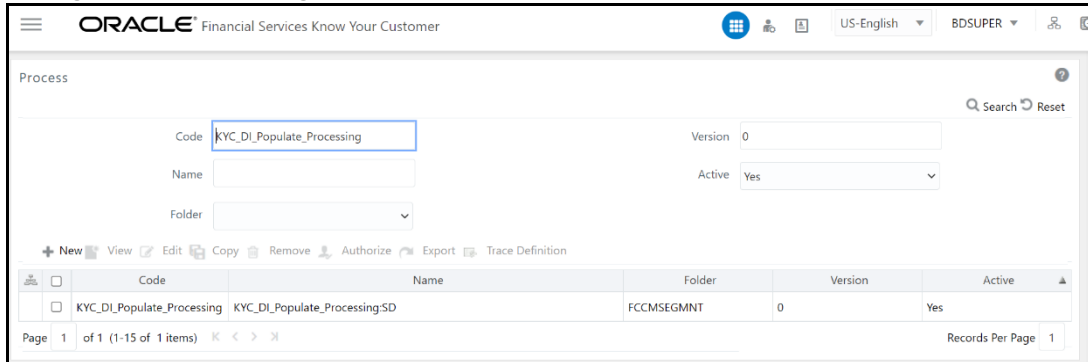 ORACLE® Financial Services Know Your Customer US-English BDSUPER
Process
Search Reset
Code KYC_DI_Populate_Processing Version 0
Name Active Yes
Folder
New View Edit Copy Remove Authorize Export Trace Definition
Code Name Folder Version Active
KYC_DI_Populate_Processing KYC_DI_Populate_Processing:SD FCCMSEGMNT 0 Yes
Page 1 of 1 (1-15 of 1 items) Records Per Page 1